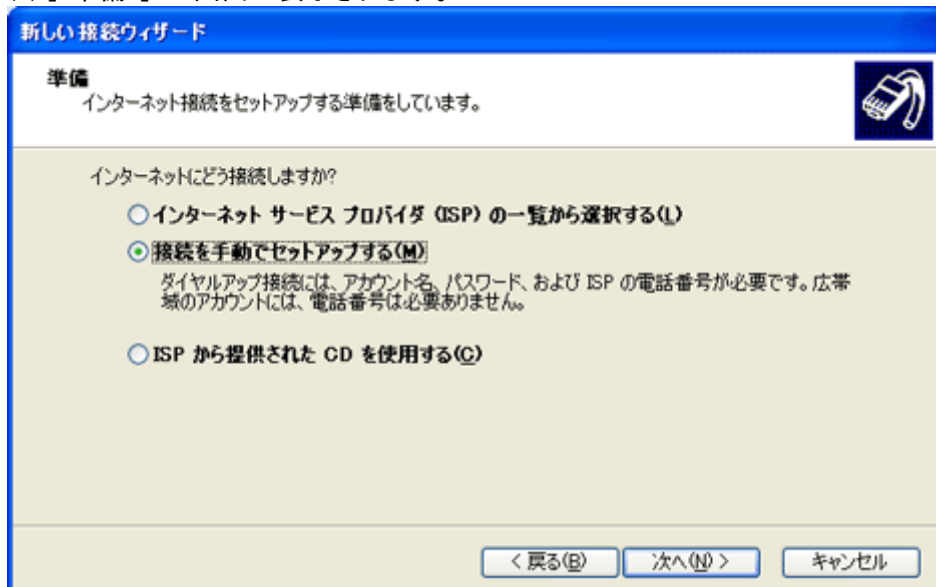 新しい接続ウィザード
準備
インターネット接続をセットアップする準備をしています。
インターネットにどう接続しますか?
インターネット サービス プロバイダ (ISP) の一覧から選択する(L)
接続を手動でセットアップする(M)
ダイヤルアップ接続には、アカウント名、パスワード、および ISP の電話番号が必要です。広帯
域のアカウントには、電話番号は必要ありません。
ISP から提供された CD を使用する(C)
< 戻る(B) 次へ(N) > キャンセル